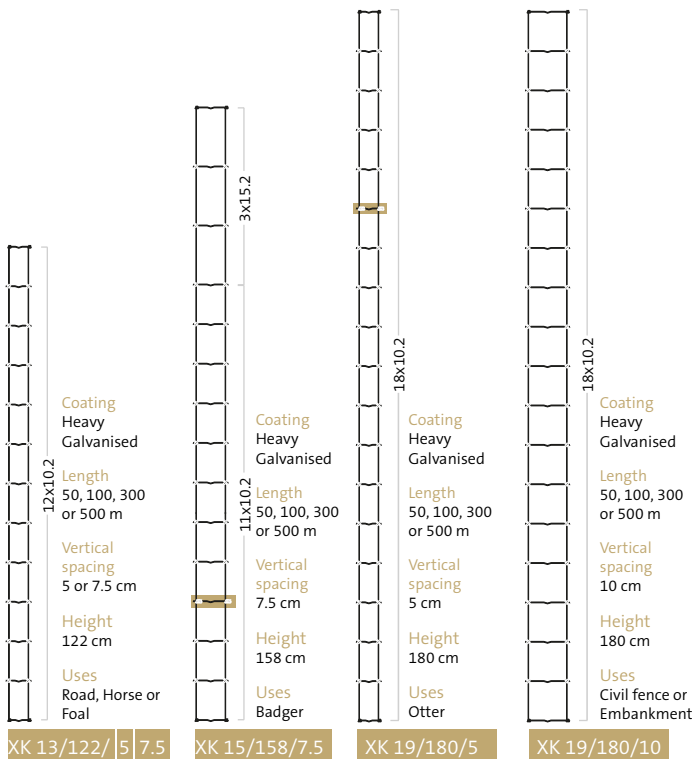 12x10.2
Coating
Heavy
Galvanised
Length
50, 100, 300
or 500 m
Vertical
spacing
5 or 7.5 cm
Height
122 cm
Uses
Road, Horse or
Foal
XK 13/122/ 5 7.5
3x15.2
11x10.2
Coating
Heavy
Galvanised
Length
50, 100, 300
or 500 m
Vertical
spacing
7.5 cm
Height
158 cm
Uses
Badger
XK 15/158/7.5
18x10.2
Coating
Heavy
Galvanised
Length
50, 100, 300
or 500 m
Vertical
spacing
5 cm
Height
180 cm
Uses
Otter
XK 19/180/5
18x10.2
Coating
Heavy
Galvanised
Length
50, 100, 300
or 500 m
Vertical
spacing
10 cm
Height
180 cm
Uses
Civil fence or
Embankment
XK 19/180/10